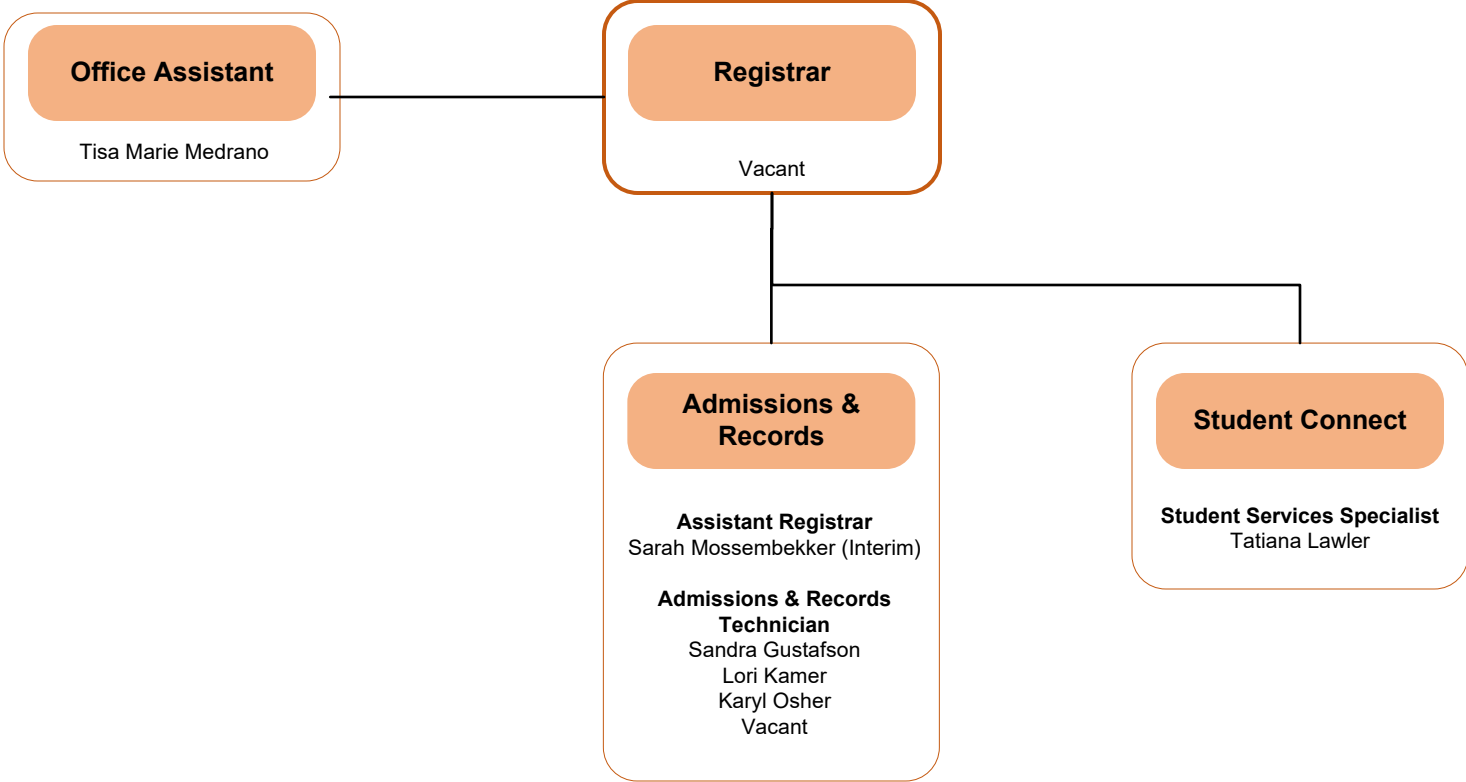 Office Assistant
Tisa Marie Medrano
Registrar
Vacant
Admissions &
Records
Assistant Registrar
Sarah Mossembekker (Interim)
Admissions & Records
Technician
Sandra Gustafson
Lori Kamer
Karyl Osher
Vacant
Student Connect
Student Services Specialist
Tatiana Lawler